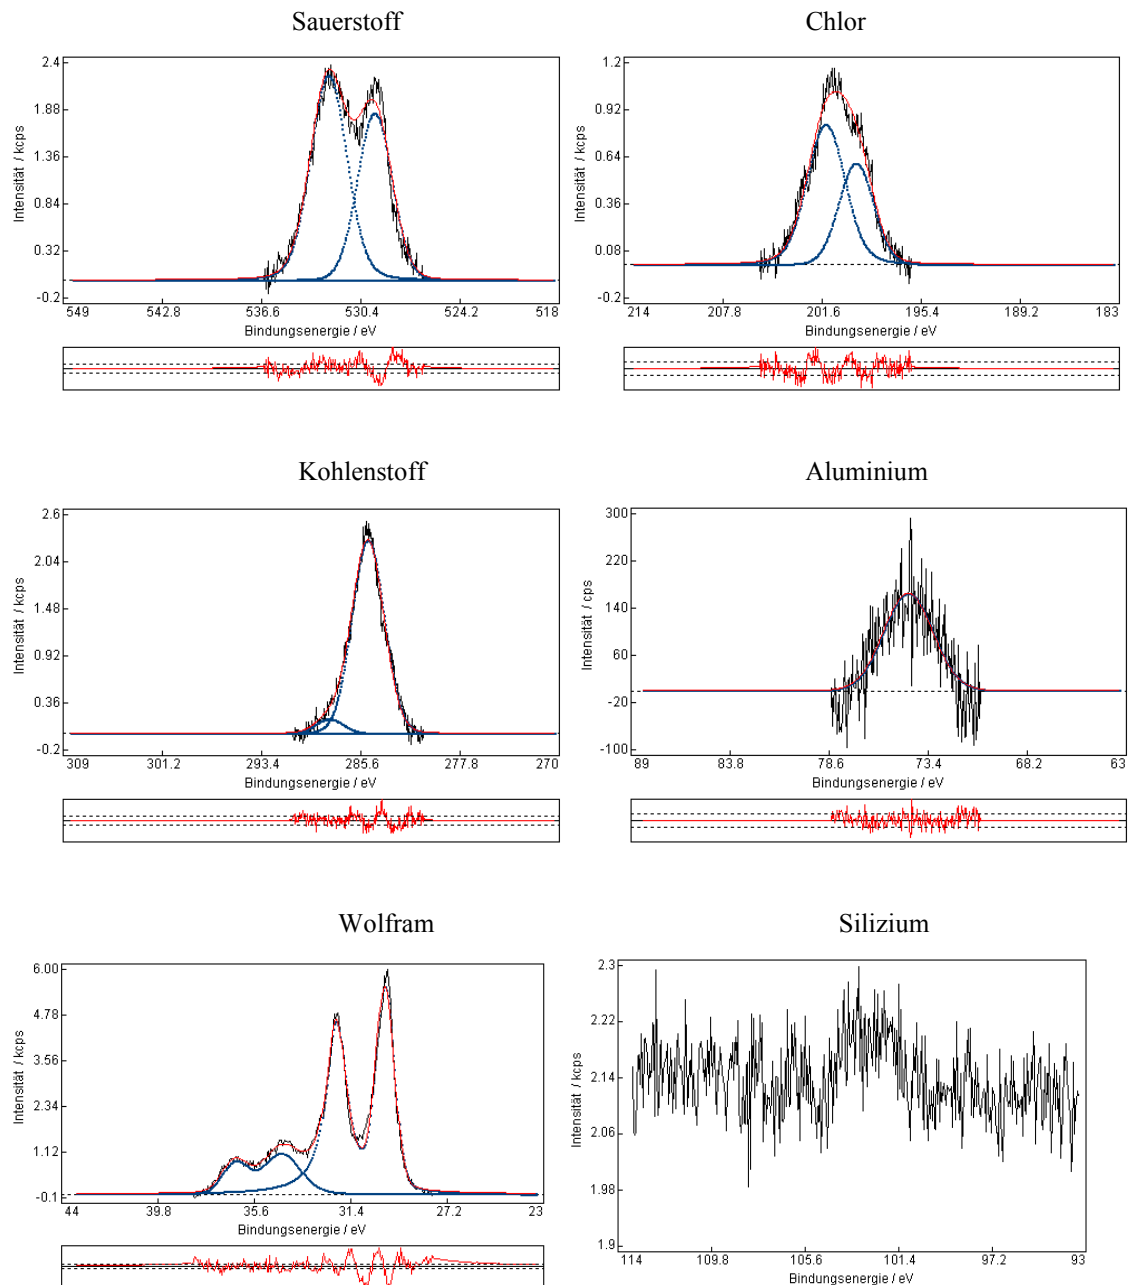 Sauerstoff
2.4
1.88
1.36
0.84
0.32
-0.2
Intensität / kcps
549 542.8 536.6 530.4 524.2 518
Bindungsenergie / eV
Chlor
1.2
0.92
0.64
0.36
0.08
-0.2
Intensität / kcps
214 207.8 201.6 195.4 189.2 183
Bindungsenergie / eV
Kohlenstoff
2.6
2.04
1.48
0.92
0.36
-0.2
Intensität / kcps
309 301.2 293.4 285.6 277.8 270
Bindungsenergie / eV
Aluminium
300
220
140
60
-20
-100
Intensität / cps
89 83.8 78.6 73.4 68.2 63
Bindungsenergie / eV
Wolfram
6.00
4.78
3.56
2.34
1.12
-0.1
Intensität / kcps
44 39.8 35.6 31.4 27.2 23
Bindungsenergie / eV
Silizium
2.3
2.22
2.14
2.06
1.98
1.9
Intensität / kcps
114 109.8 105.6 101.4 97.2 93
Bindungsenergie / eV